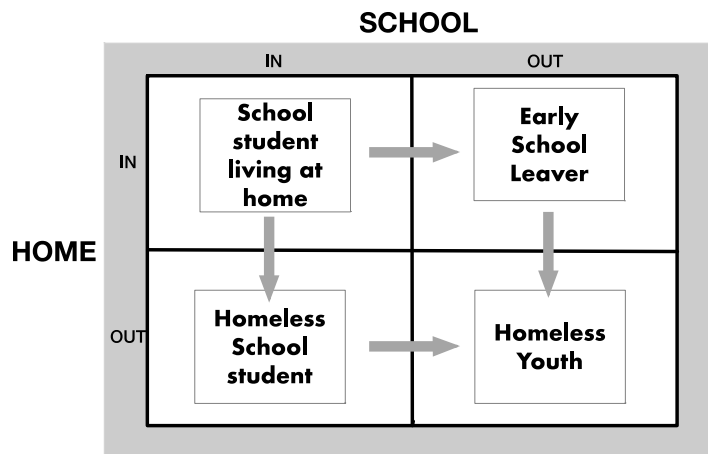 SCHOOL
IN
OUT
School
student
living at
home
Early
School
Leaver
IN
HOME
OUT
Homeless
School
student
Homeless
Youth